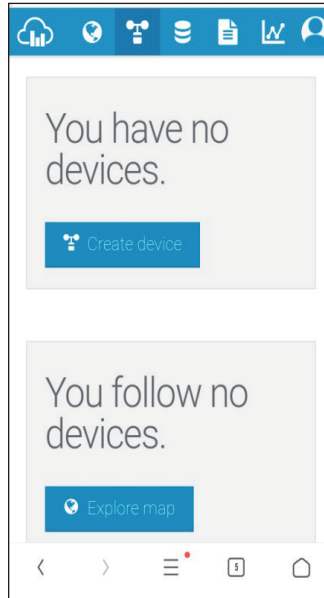 You have no
devices.
Create device
You follow no
devices.
Explore map
5